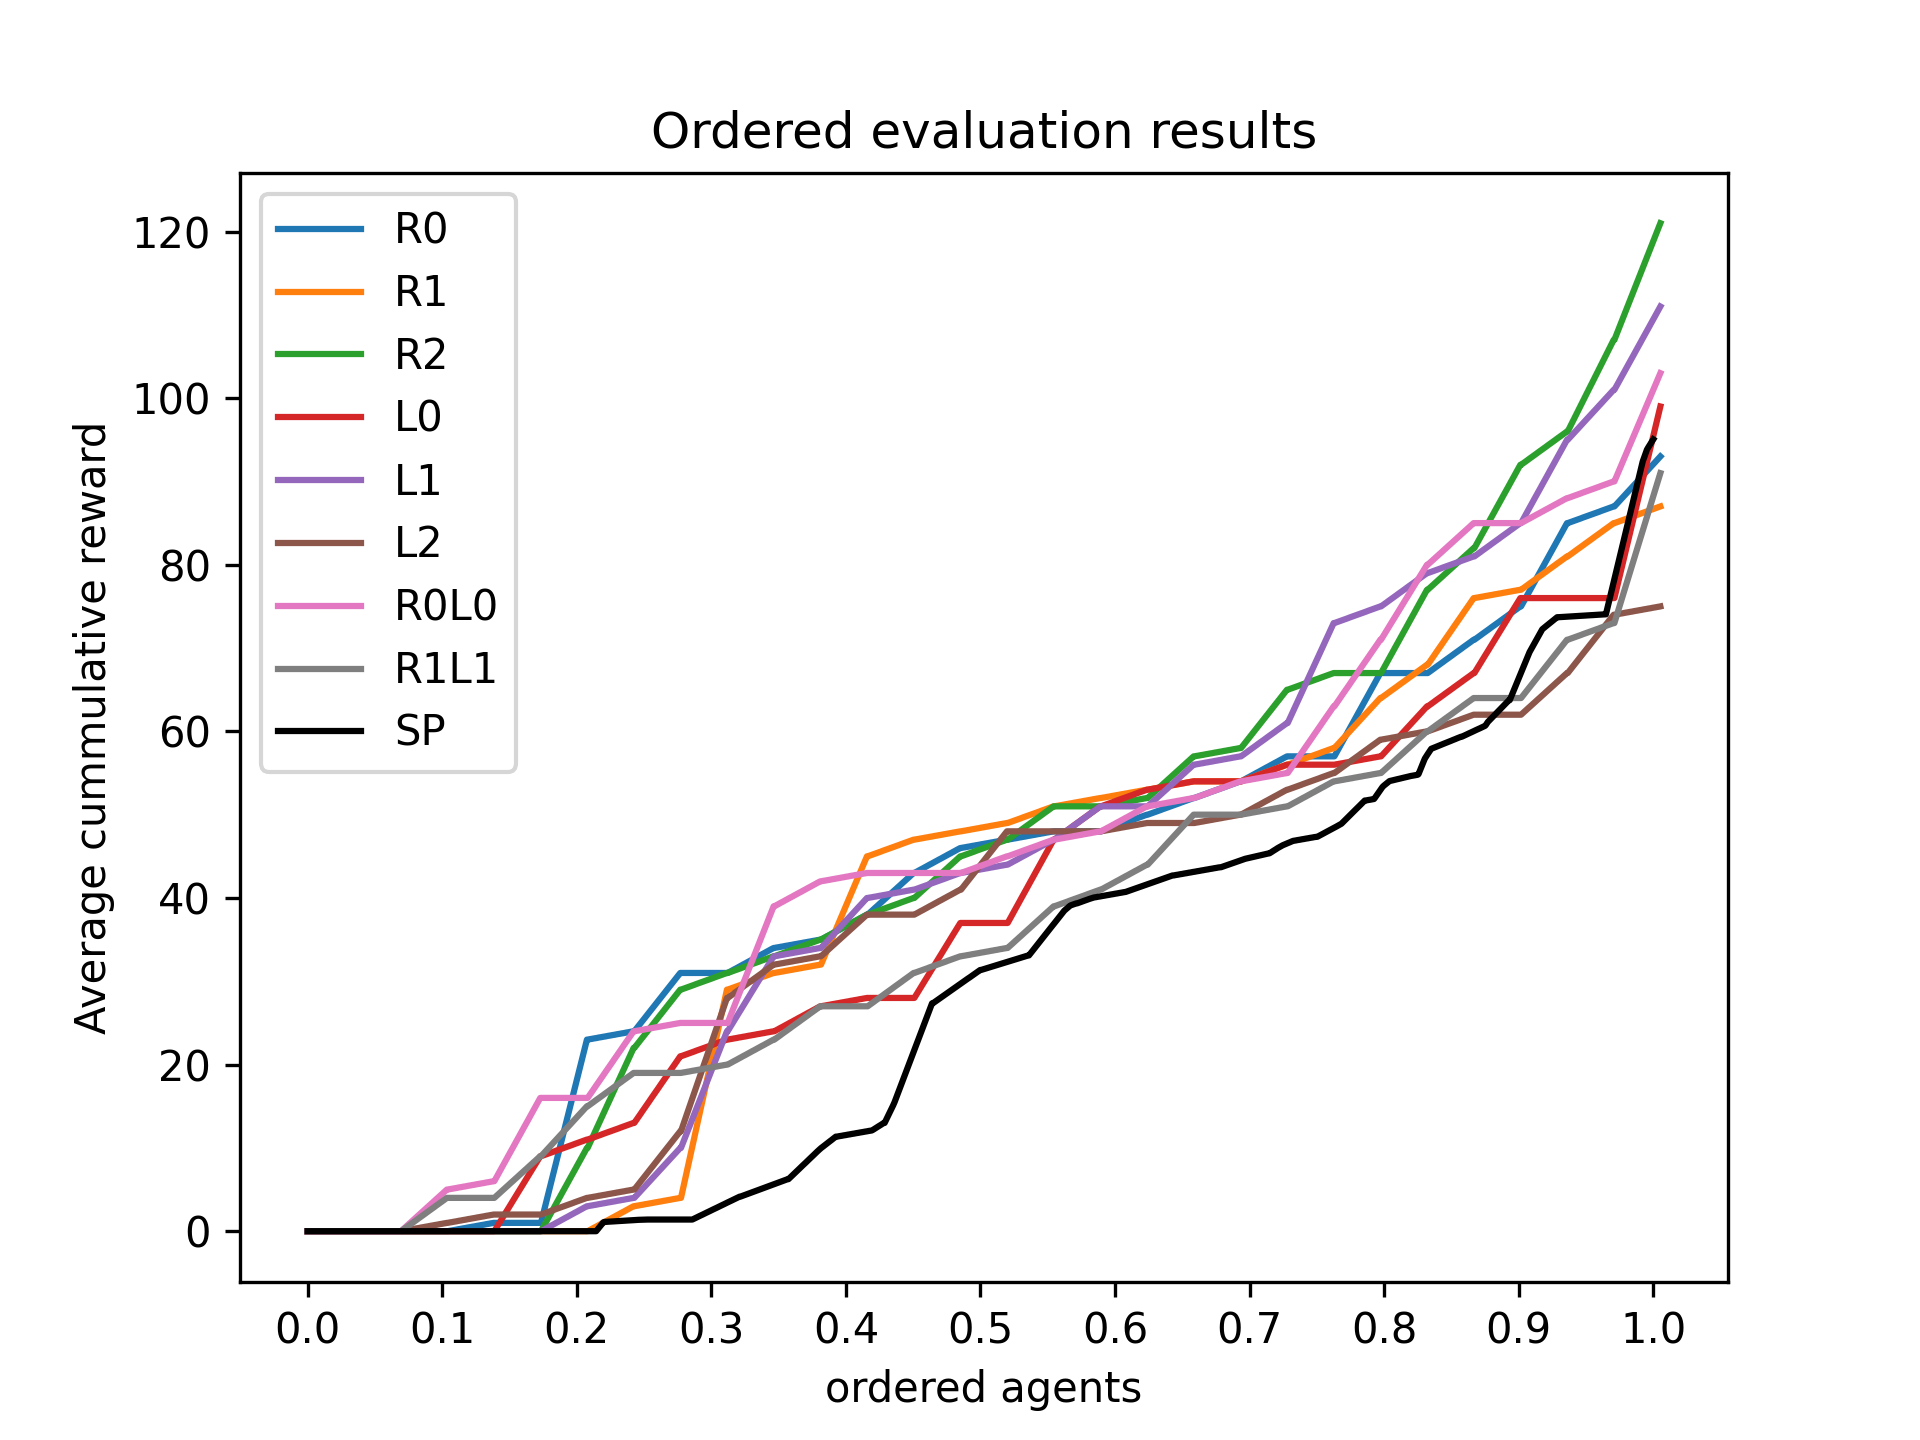 Ordered evaluation results
R0
R1
R2
L0
L1
L2
R0L0
R1L1
SP
120
100
80
60
40
20
0
Average cummulative reward
0.0 0.1 0.2 0.3 0.4 0.5 0.6 0.7 0.8 0.9 1.0
ordered agents